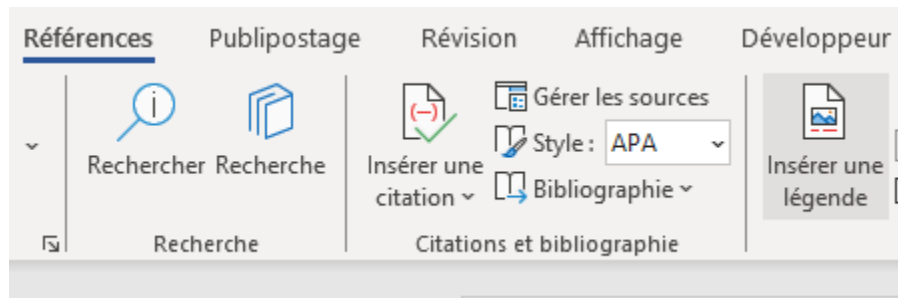 Références Publipostage Révision Affichage Développeur
Rechercher Recherche
Recherche
Insérer une
citation
Gérer les sources
Style : APA
Bibliographie
Citations et bibliographie
Insérer une
légende